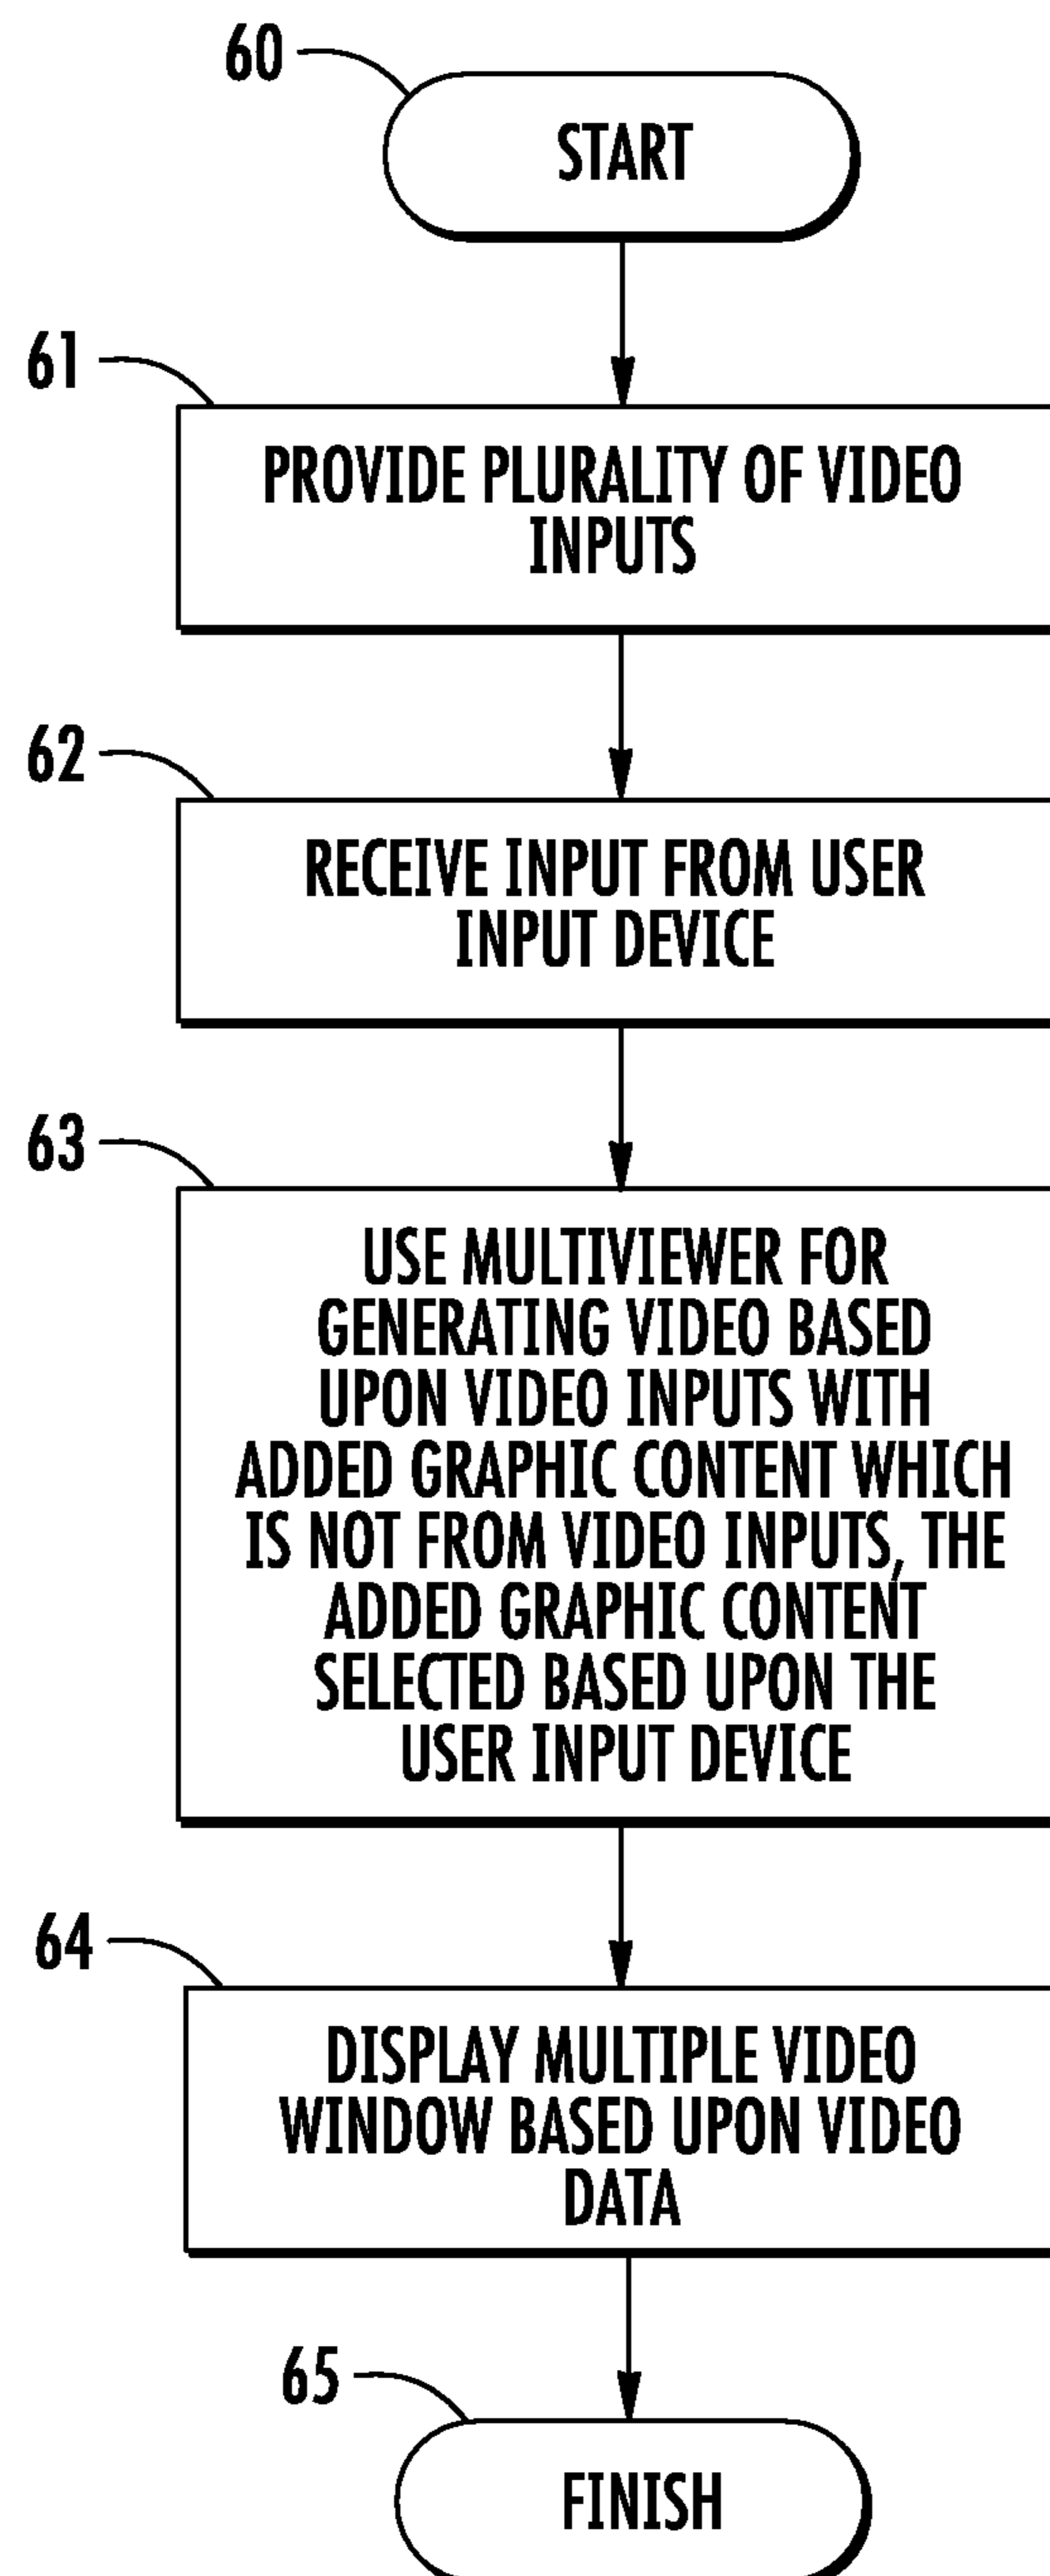 60
START
61
PROVIDE PLURALITY OF VIDEO
INPUTS
62
RECEIVE INPUT FROM USER
INPUT DEVICE
63
USE MULTIVIEWER FOR
GENERATING VIDEO BASED
UPON VIDEO INPUTS WITH
ADDED GRAPHIC CONTENT WHICH
IS NOT FROM VIDEO INPUTS, THE
ADDED GRAPHIC CONTENT
SELECTED BASED UPON THE
USER INPUT DEVICE
64
DISPLAY MULTIPLE VIDEO
WINDOW BASED UPON VIDEO
DATA
65
FINISH